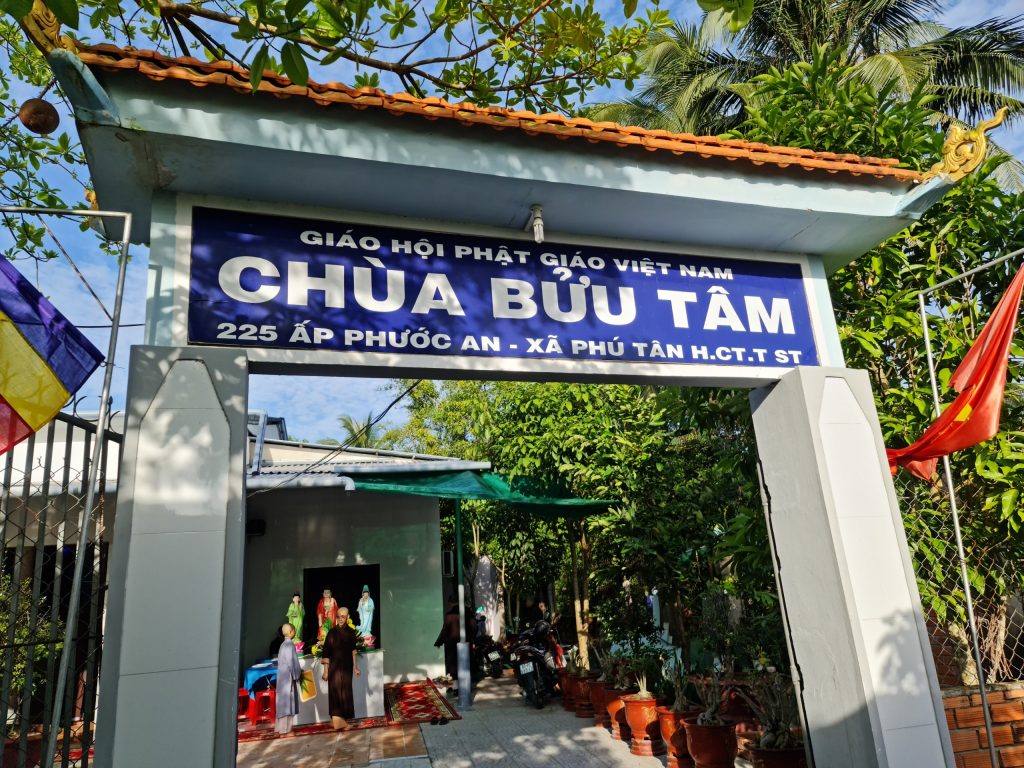 GIÁO HỘI PHẬT GIÁO VIỆT NAM
CHÙA BỬU TÂM
225 ẤP PHƯỚC AN - XÃ PHÚ TÂN H.CT.T ST